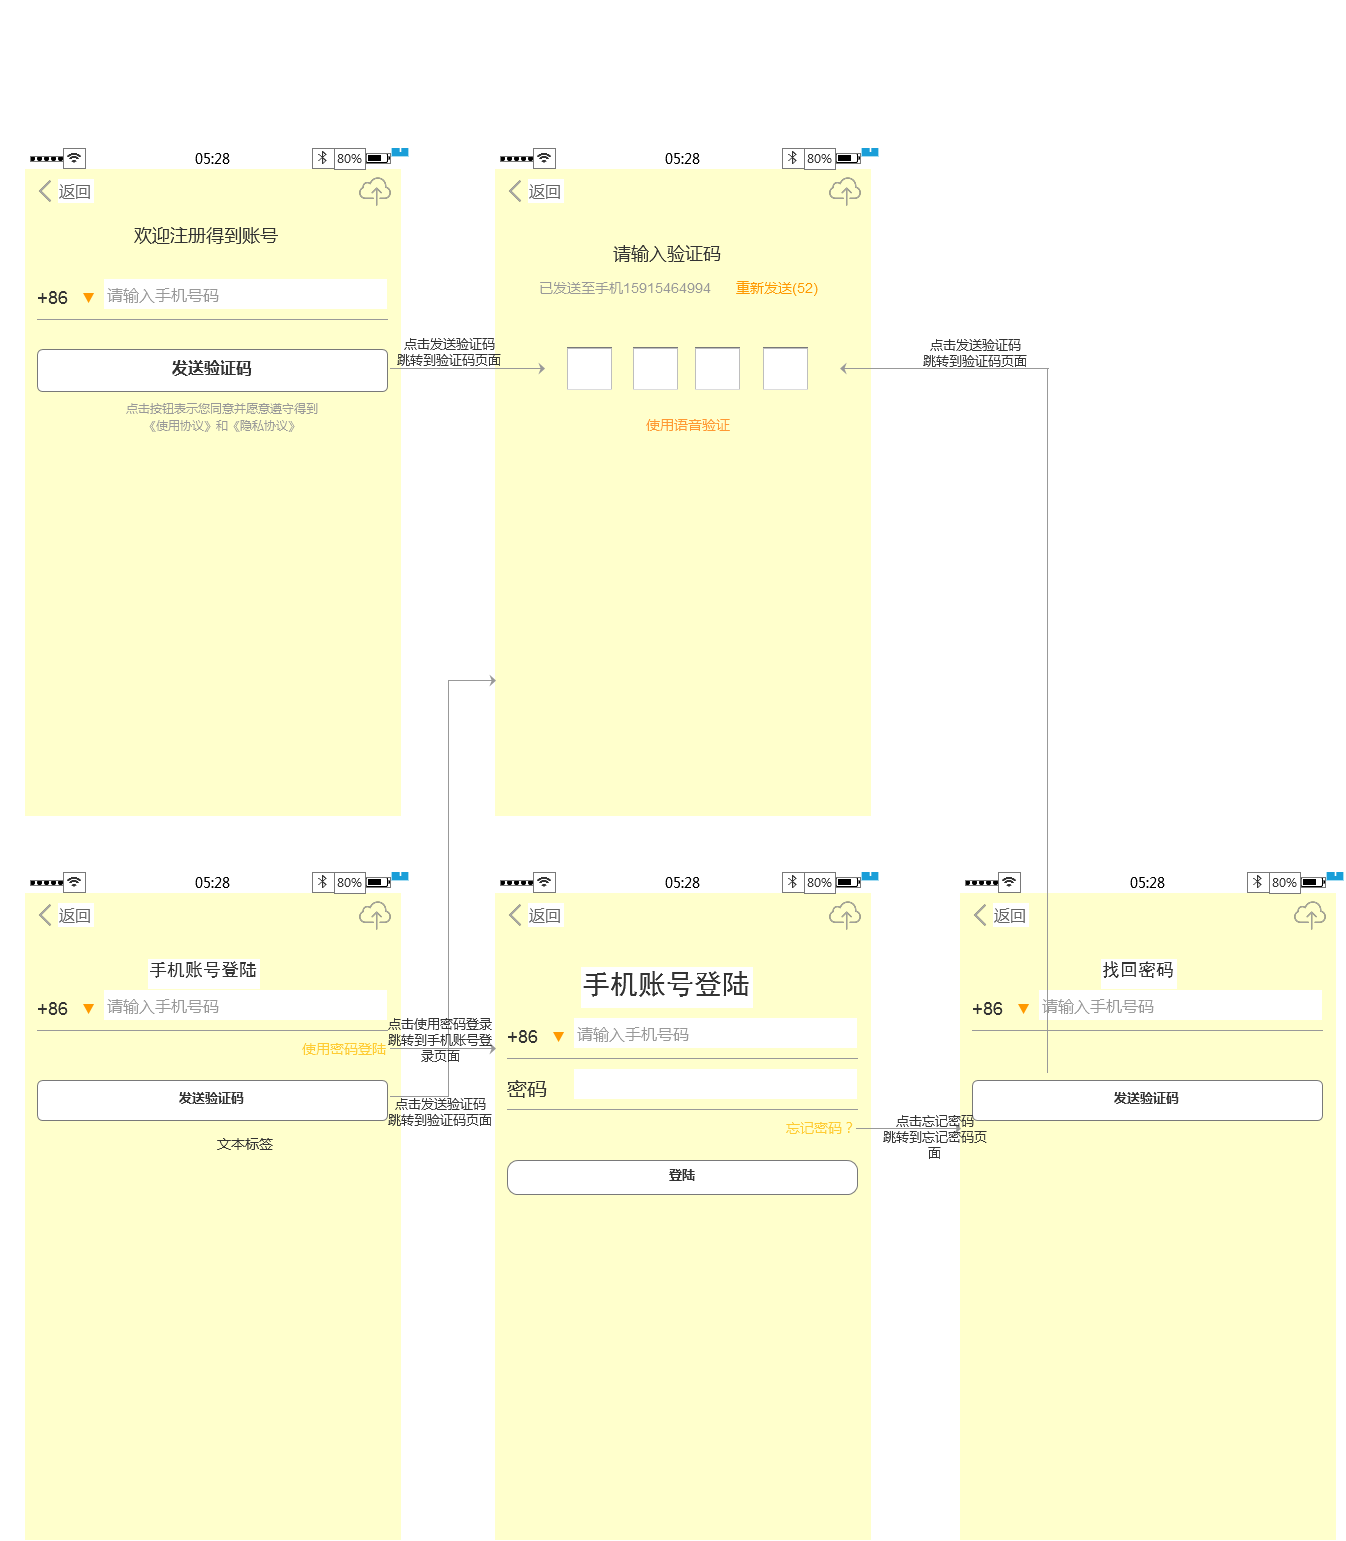 05:28
80%
返回
欢迎注册得到账号
+86
请输入手机号码
发送验证码
点击按钮表示您同意并愿意遵守得到
《使用协议》和《隐私协议》
点击发送验证码
跳转到验证码页面
05:28
80%
返回
请输入验证码
已发送至手机15915464994 重新发送(52)
使用语音验证
点击发送验证码
跳转到验证码页面
05:28
80%
返回
手机账号登陆
+86
请输入手机号码
使用密码登陆
发送验证码
文本标签
点击使用密码登录
跳转到手机账号登
录页面
点击发送验证码
跳转到验证码页面
05:28
80%
返回
手机账号登陆
+86
请输入手机号码
密码
忘记密码？
登陆
点击忘记密码
跳转到忘记密码页
面
05:28
80%
返回
找回密码
+86
请输入手机号码
发送验证码